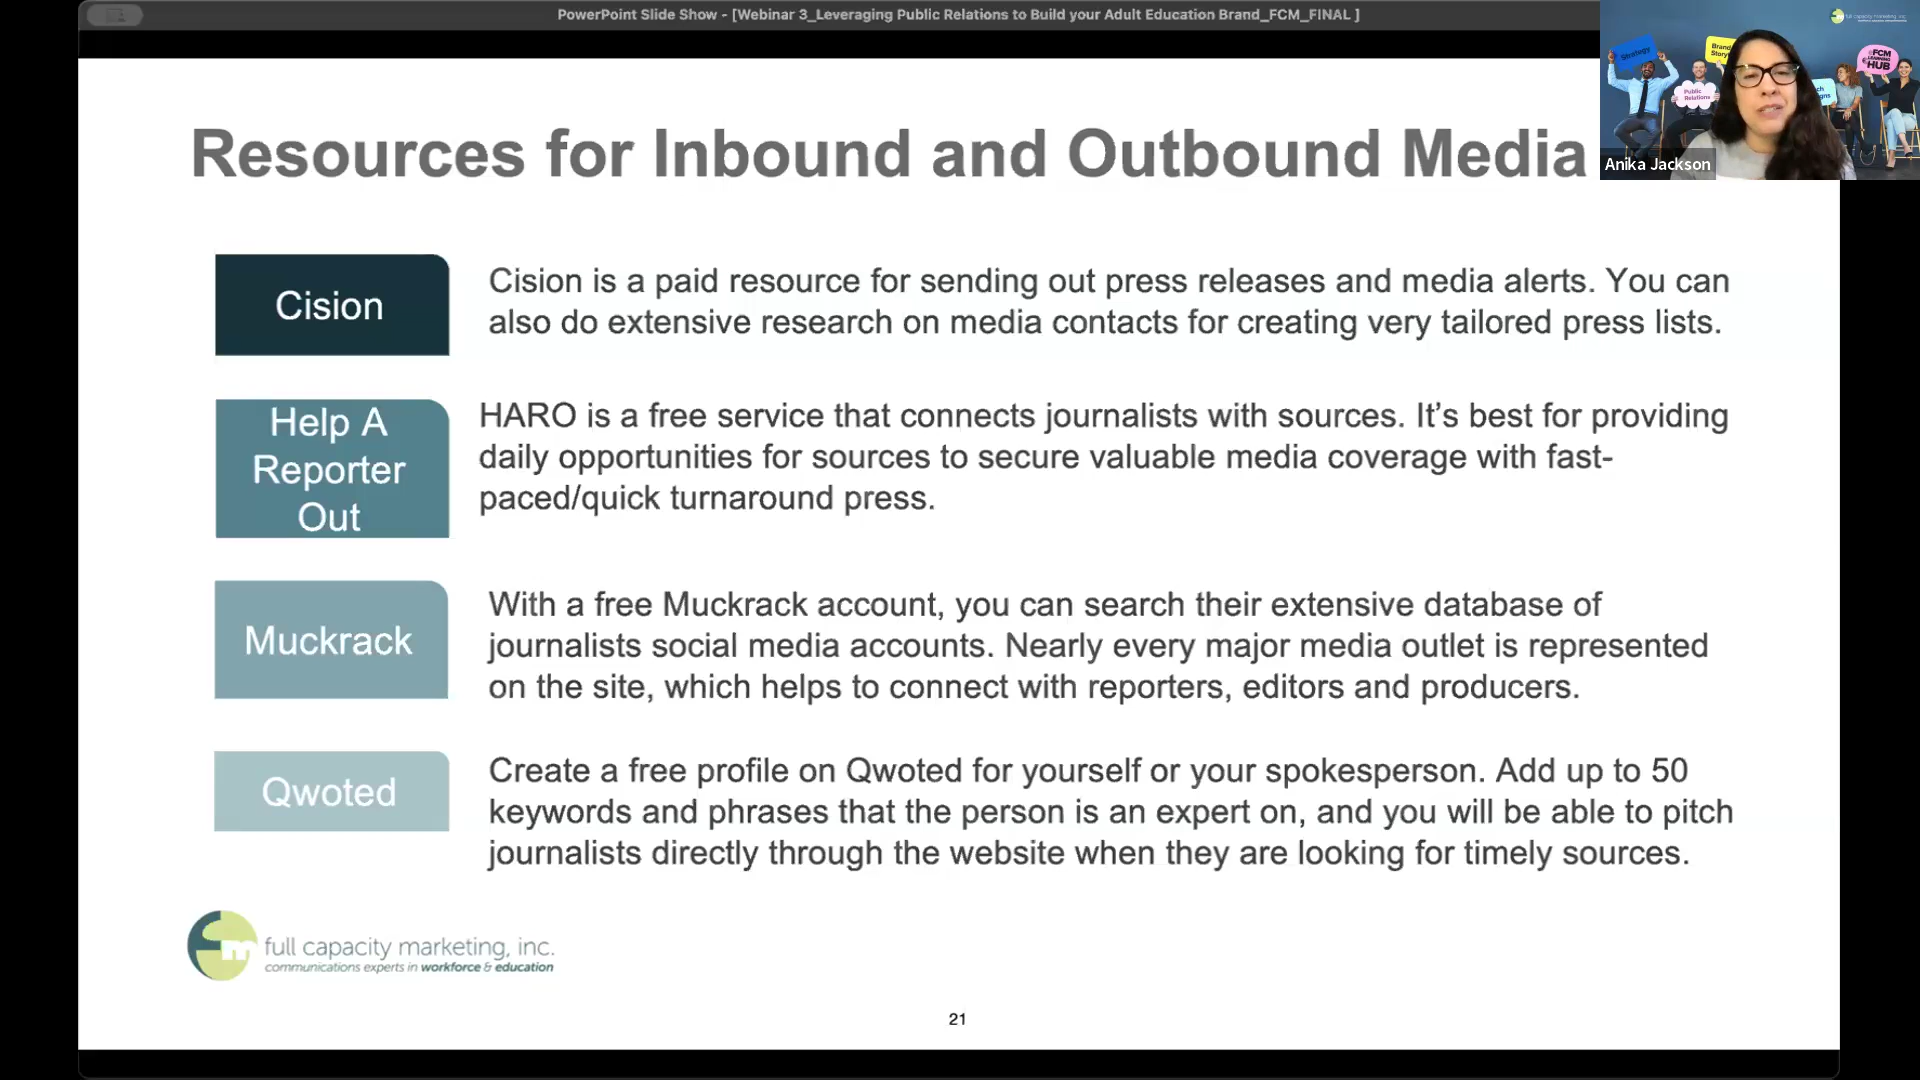 PowerPoint Slide Show - [Webinar 3_Leveraging Public Relations to Build your Adult Education Brand_FCM_FINAL ]
Strategy
Brand
Public
Relations
FCM
LEARNING
HUB
Anika Jackson
Resources for Inbound and Outbound Media
Cision
Cision is a paid resource for sending out press releases and media alerts. You can
also do extensive research on media contacts for creating very tailored press lists.
Help A
Reporter
Out
HARO is a free service that connects journalists with sources. It’s best for providing
daily opportunities for sources to secure valuable media coverage with fast-
paced/quick turnaround press.
Muckrack
With a free Muckrack account, you can search their extensive database of
journalists social media accounts. Nearly every major media outlet is represented
on the site, which helps to connect with reporters, editors and producers.
Qwoted
Create a free profile on Qwoted for yourself or your spokesperson. Add up to 50
keywords and phrases that the person is an expert on, and you will be able to pitch
journalists directly through the website when they are looking for timely sources.
full capacity marketing, inc.
communications experts in workforce & education
21